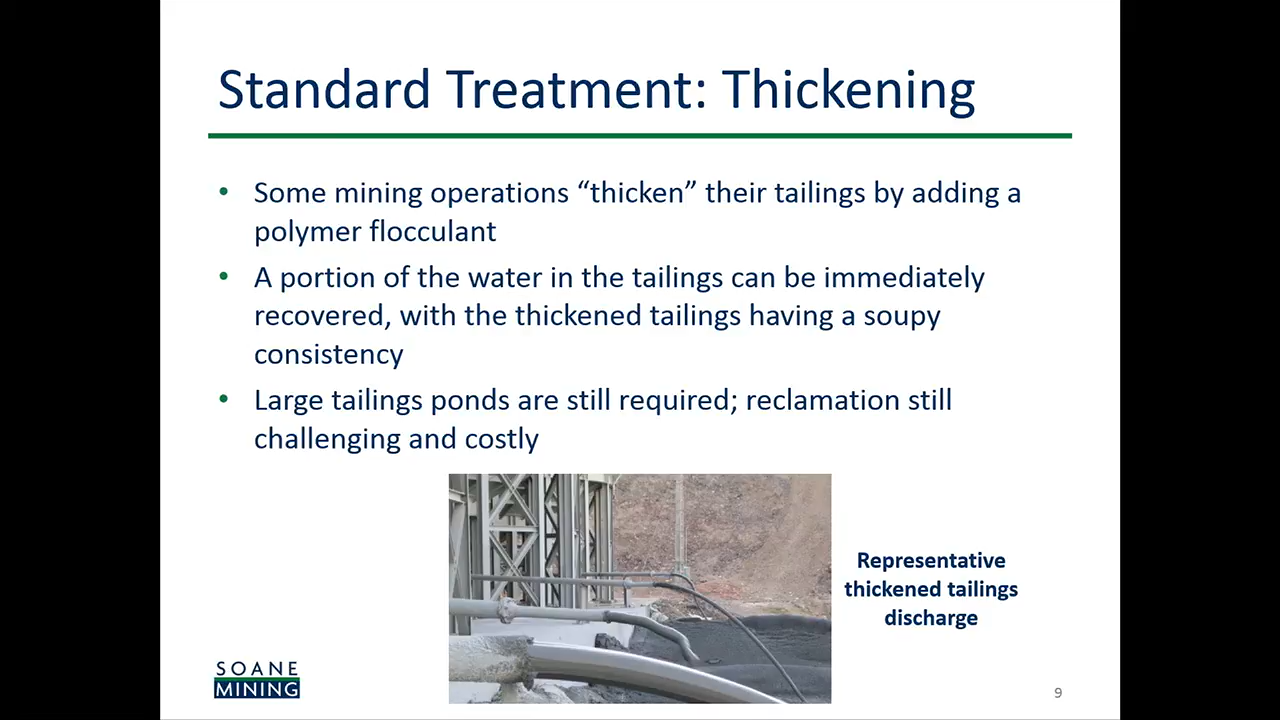 Standard Treatment: Thickening
• Some mining operations “thicken” their tailings by adding a
polymer flocculant
• A portion of the water in the tailings can be immediately
recovered, with the thickened tailings having a soupy
consistency
• Large tailings ponds are still required; reclamation still
challenging and costly
Representative
thickened tailings
discharge
SOANE
MINING
9